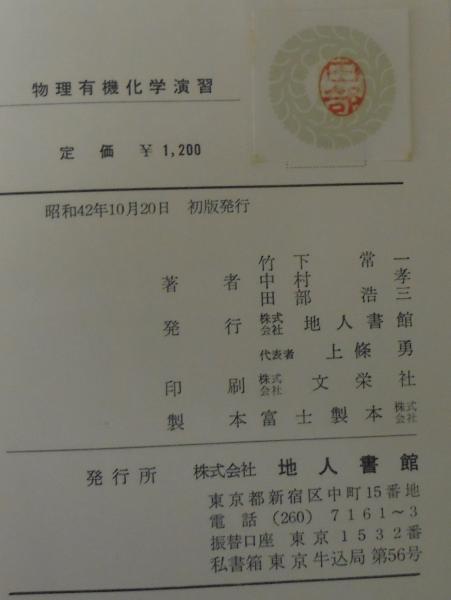 物理有機化学演習
田部
定価 ¥ 1,200
昭和42年10月20日 初版発行
竹下常一
著者 中村孝
田部浩三
発行 株式会社 地人書館
代表者 上條勇
印刷 株式会社 文栄社
製本 富士製本 株式会社
発行所 株式会社 地人書館
東京都新宿区中町15番地
電話 (260) 7161~3
振替口座 東京 1532番
私書箱 東京牛込局 第56号